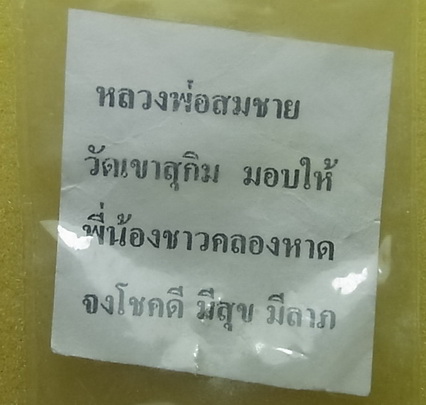 หลวงพ่อสมชาย
วัดเขาสุกิม มอบให้
พี่น้องชาวคลองหาด
จงโชคดี มีสุข มีลาภ